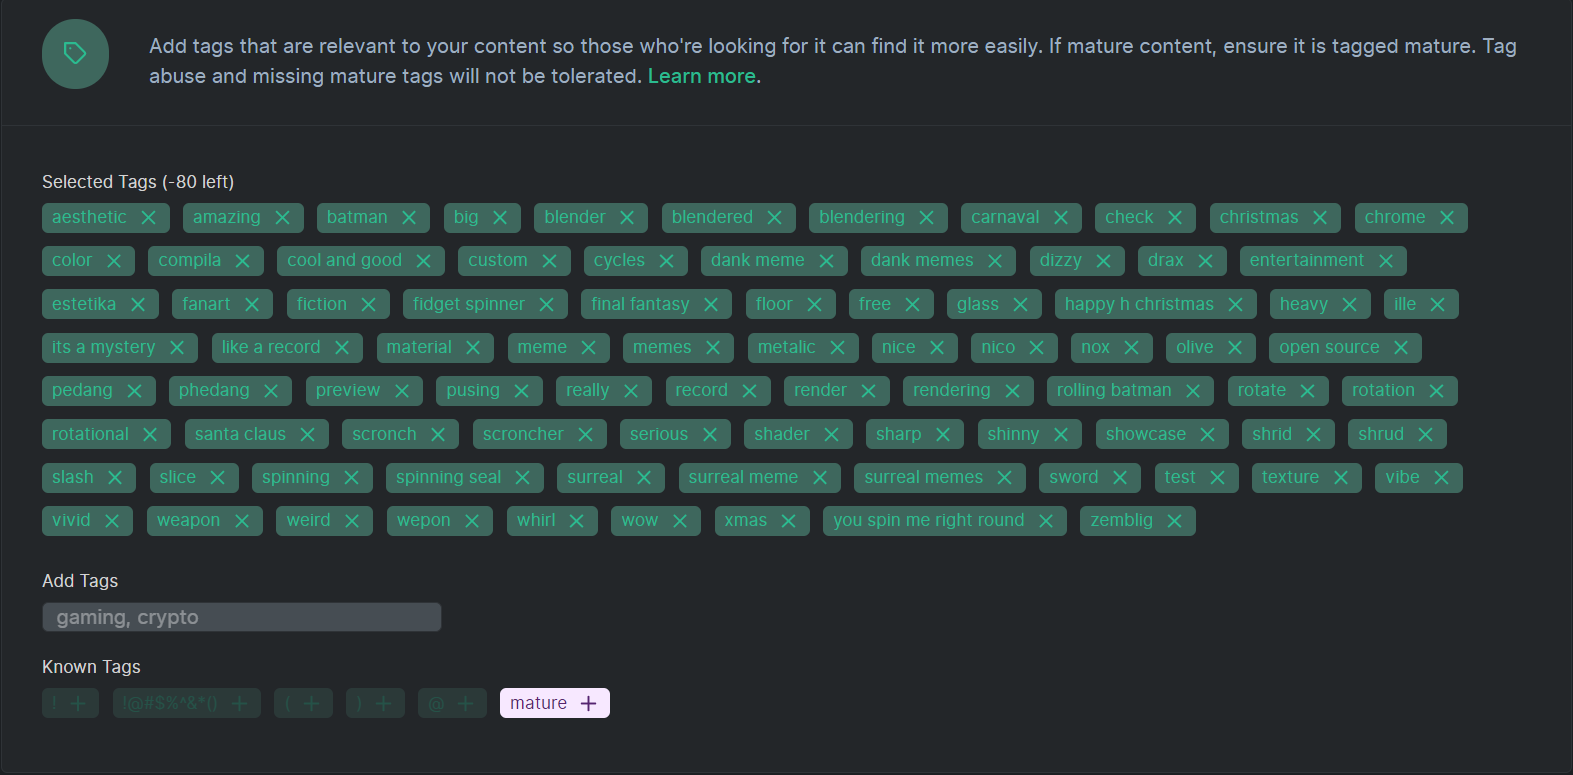 Add tags that are relevant to your content so those who're looking for it can find it more easily. If mature content, ensure it is tagged mature. Tag
abuse and missing mature tags will not be tolerated. Learn more.
Selected Tags (-80 left)
aesthetic amazing batman big blender blendered blendering carnaval check christmas chrome
color compila cool and good custom cycles dank meme dank memes dizzy drax entertainment
estetika fanart fiction fidget spinner final fantasy floor free glass happy h christmas heavy ille
its a mystery like a record material meme memes metalic nice nico nox olive open source
pedang phedang preview pusing really record render rendering rolling batman rotate rotation
rotational santa claus scronch scroncher serious shader sharp shinny showcase shrid shrud
slash slice spinning spinning seal surreal surreal meme surreal memes sword test texture vibe
vivid weapon weird wepon whirl wow xmas you spin me right round zemblig
Add Tags
gaming, crypto
Known Tags
! + !@#$%^&*() + ( + ) + @ + mature +